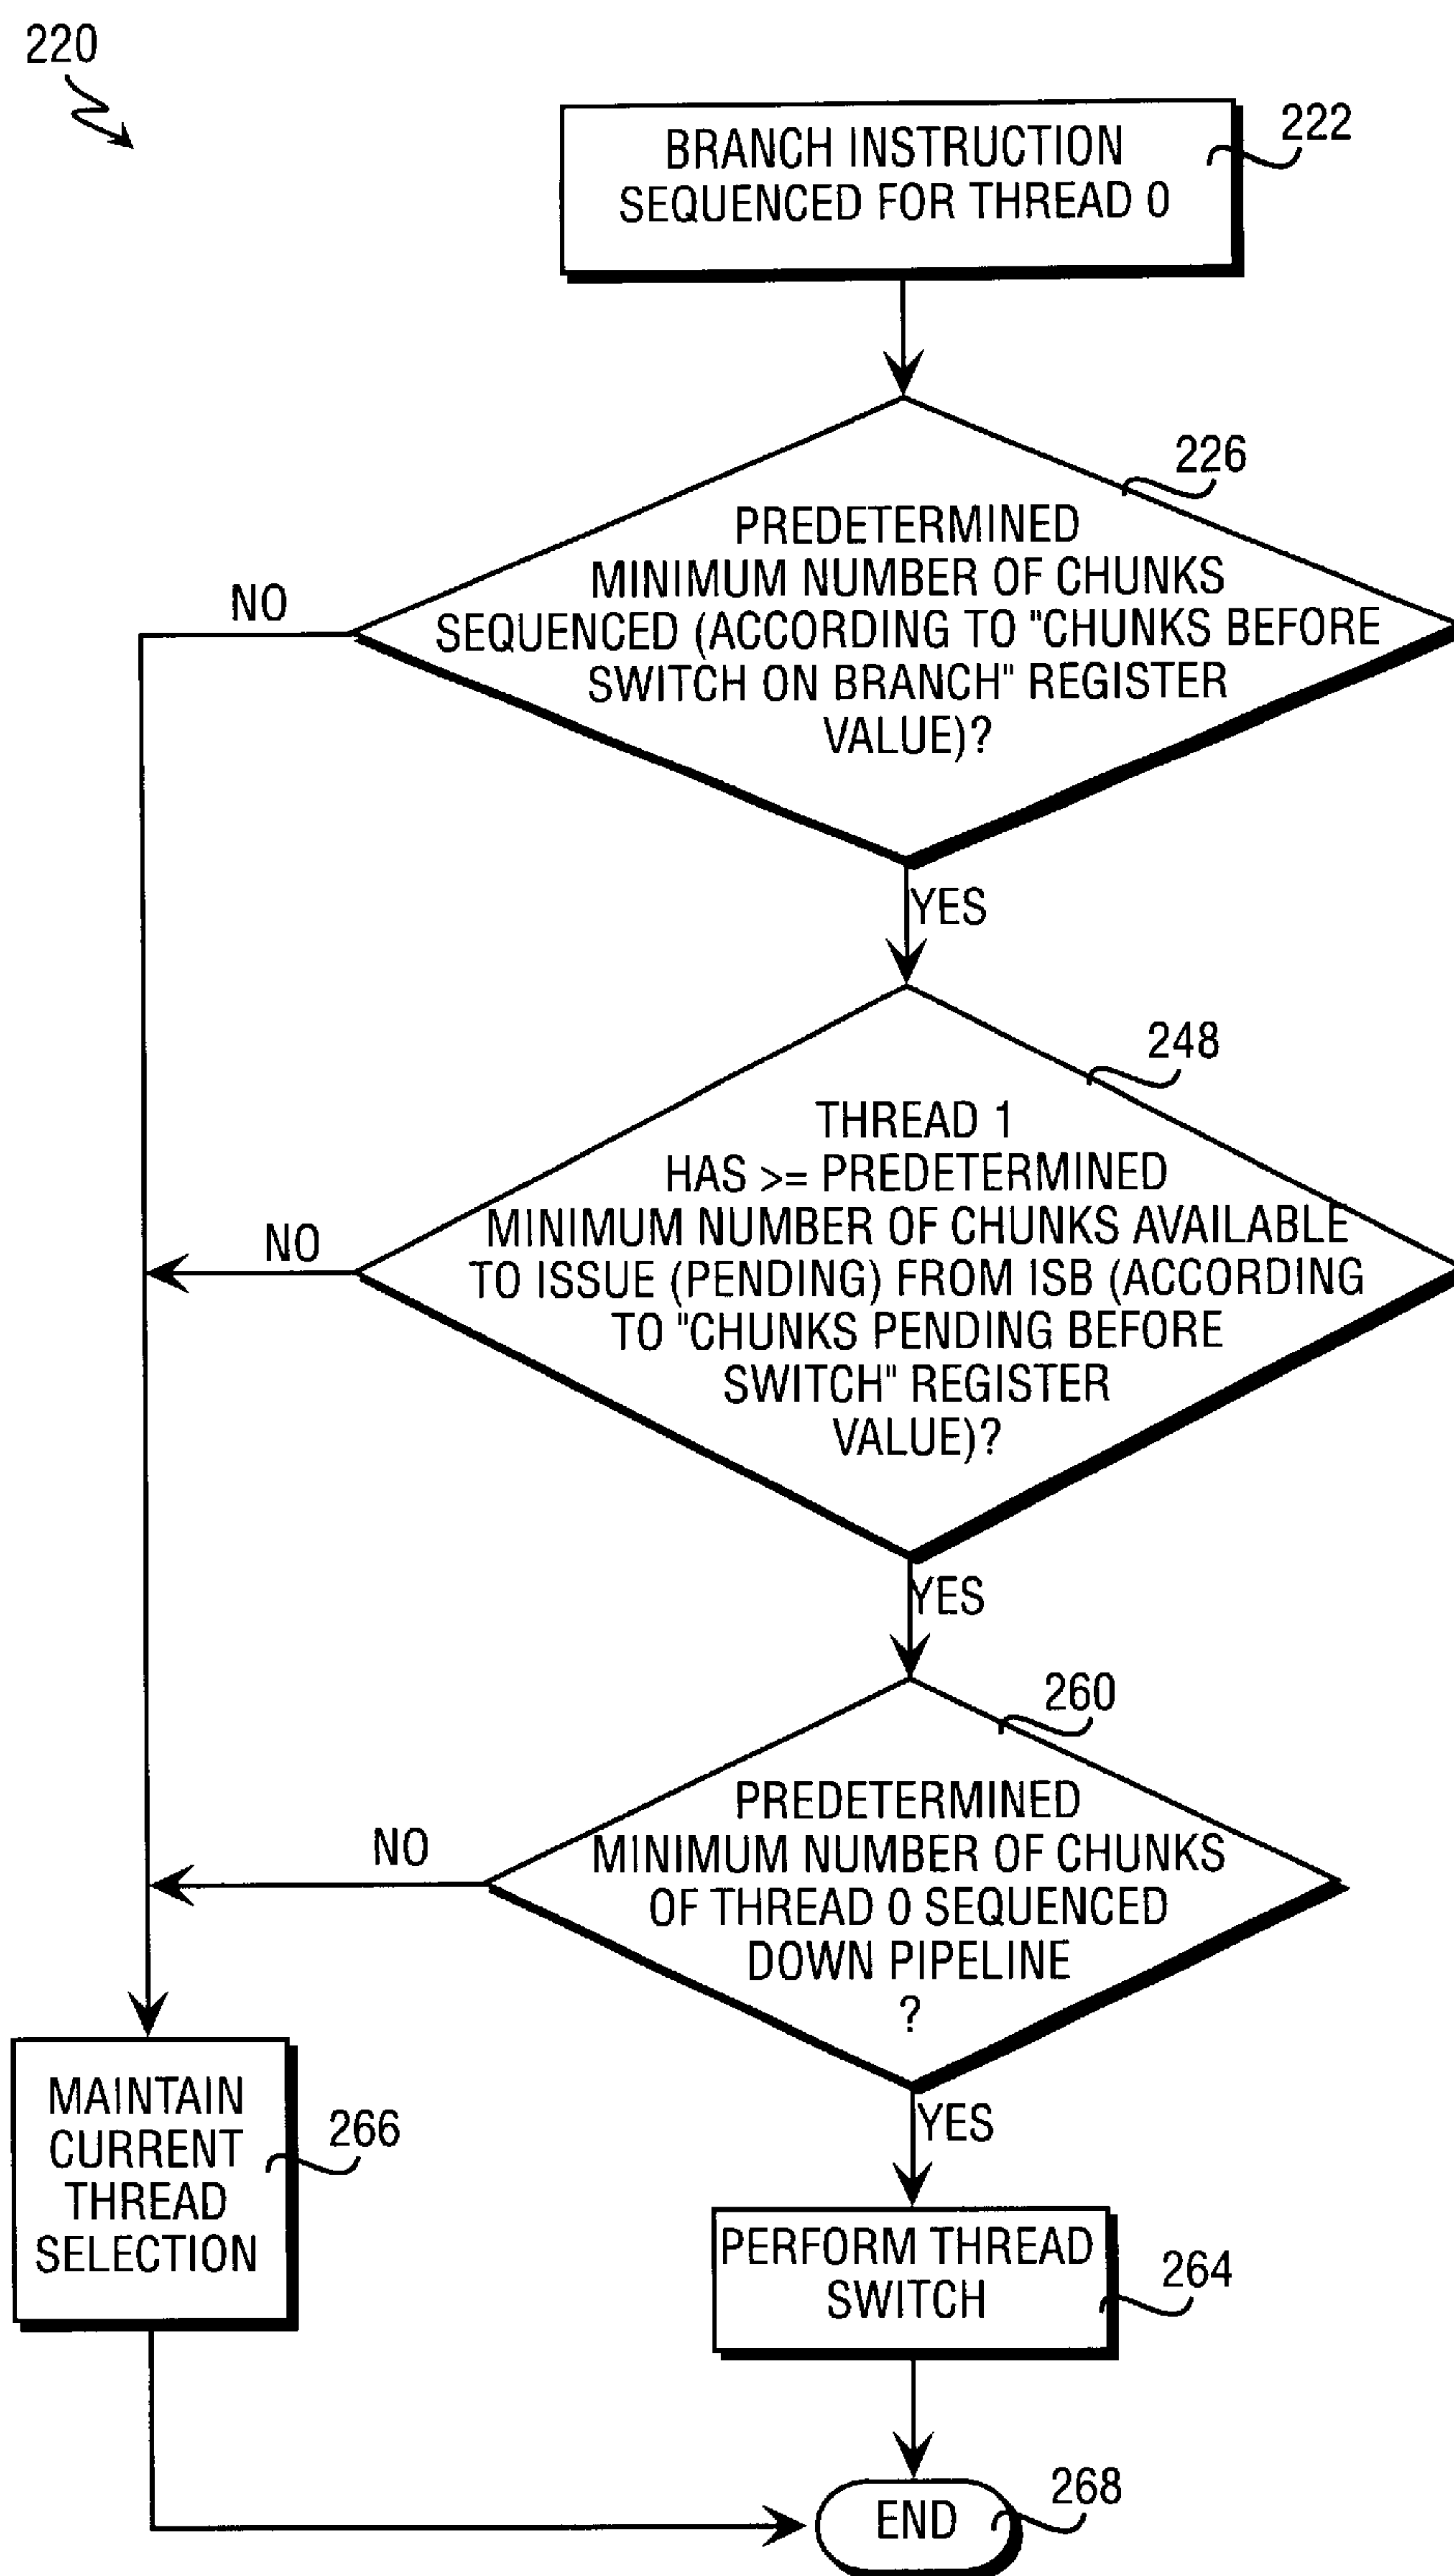 220
BRANCH INSTRUCTION
SEQUENCED FOR THREAD 0
222
226
PREDETERMINED
MINIMUM NUMBER OF CHUNKS
SEQUENCED (ACCORDING TO "CHUNKS BEFORE
SWITCH ON BRANCH" REGISTER
VALUE)?
NO
YES
248
THREAD 1
HAS >= PREDETERMINED
MINIMUM NUMBER OF CHUNKS AVAILABLE
TO ISSUE (PENDING) FROM ISB (ACCORDING
TO "CHUNKS PENDING BEFORE
SWITCH" REGISTER
VALUE)?
NO
YES
260
PREDETERMINED
MINIMUM NUMBER OF CHUNKS
OF THREAD 0 SEQUENCED
DOWN PIPELINE
?
NO
YES
MAINTAIN
CURRENT
THREAD
SELECTION
266
PERFORM THREAD
SWITCH
264
END
268